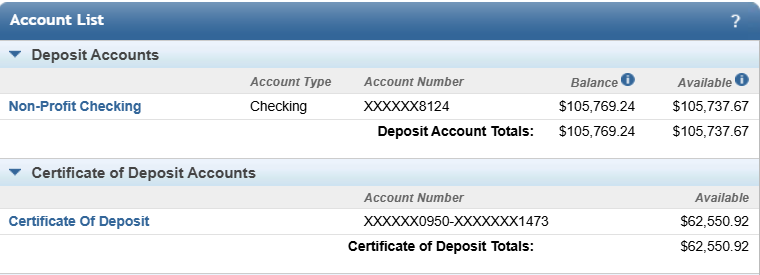 Account List ?
Deposit Accounts
Account Type Account Number Balance i Available i
Non-Profit Checking Checking XXXXXX8124 $105,769.24 $105,737.67
Deposit Account Totals: $105,769.24 $105,737.67
Certificate of Deposit Accounts
Account Number Available
Certificate Of Deposit XXXXXX0950-XXXXXXX1473 $62,550.92
Certificate of Deposit Totals: $62,550.92